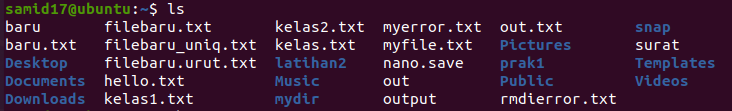 samid17@ubuntu:~$ ls
baru filebaru.txt kelas2.txt myerror.txt out.txt snap
baru.txt filebaru_uniq.txt kelas.txt myfile.txt Pictures surat
Desktop filebaru.urut.txt latihan2 nano.save prak1 Templates
Documents hello.txt Music out Public Videos
Downloads kelas1.txt mydir output rmdierror.txt